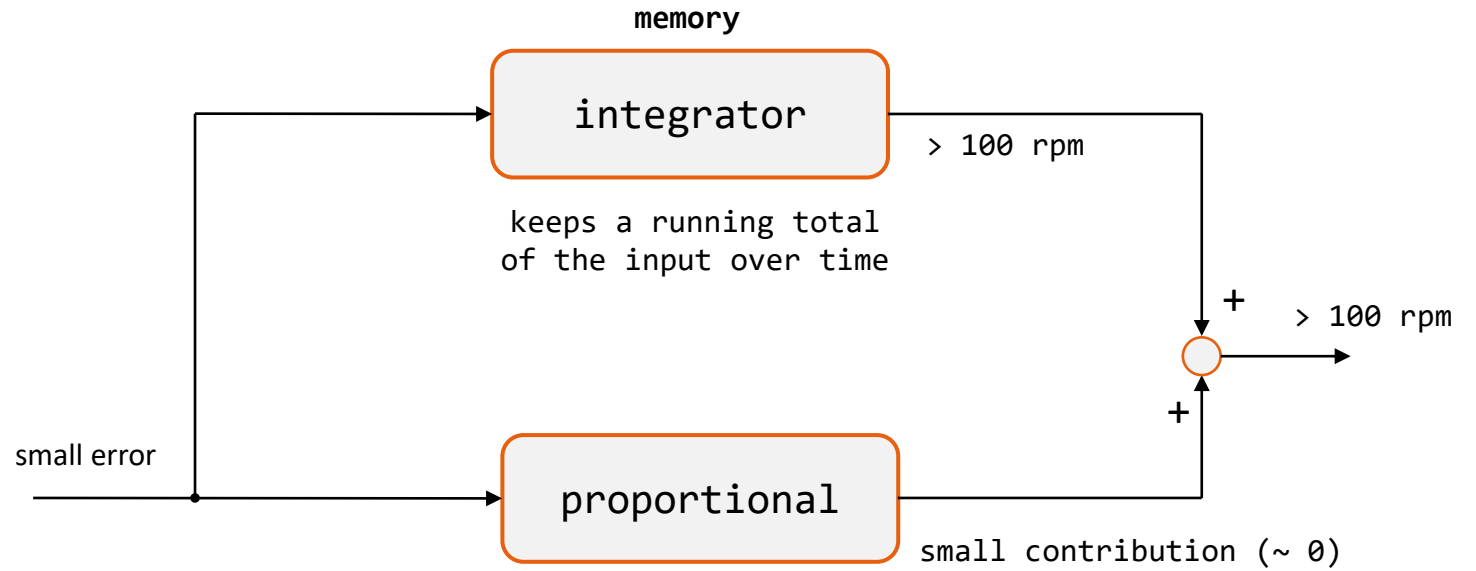 memory
integrator
> 100 rpm
keeps a running total
of the input over time
+
> 100 rpm
+
small error
proportional
small contribution (~ 0)